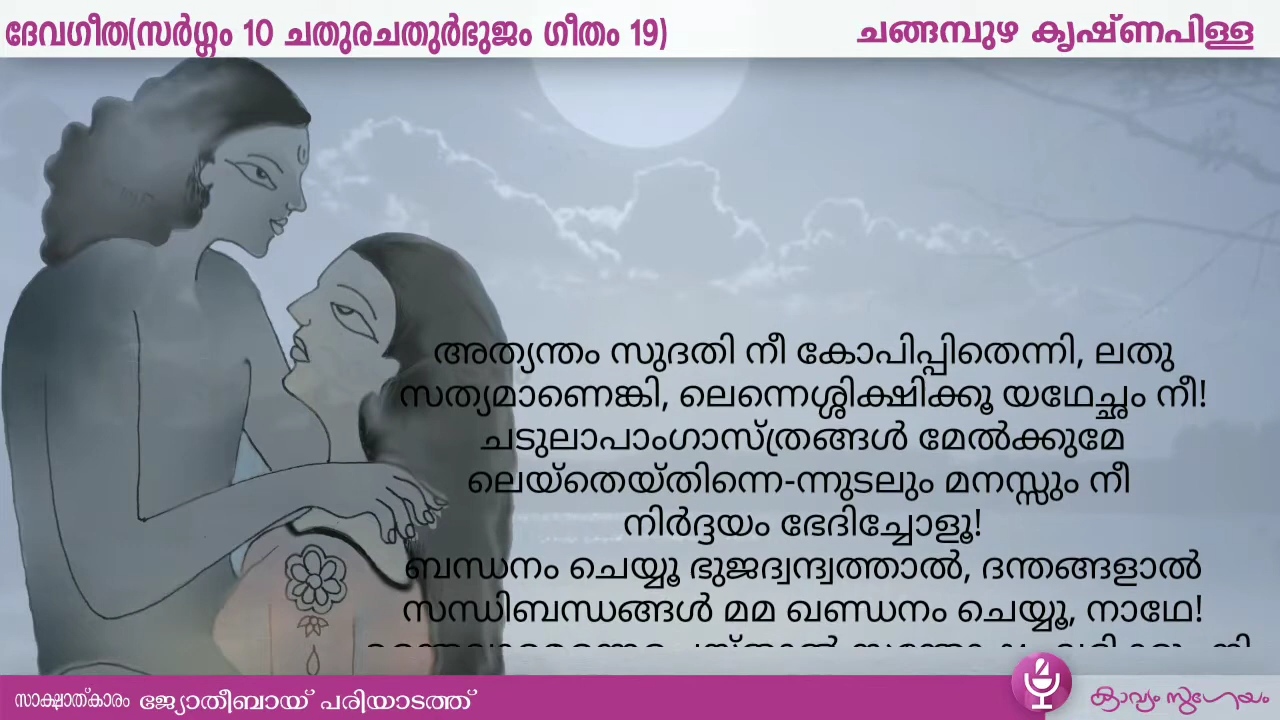 ദേവഗീത(സർഗ്ഗം 10 ചതുരചതുർഭുജം ഗീതം 19)
ചങ്ങമ്പുഴ കൃഷ്ണപിള്ള
അത്യന്തം സുദതി നീ കോപിപ്പിതെന്നി, ലതു
സത്യമാണെങ്കി, ലെന്നെശ്ശിക്ഷിക്കൂ യഥേച്ഛം നീ!
ചടുലാപാംഗാസ്ത്രങ്ങൾ മേൽക്കുമേ
ലെയ്തെയ്തിന്നെ-ന്നുടലും മനസ്സും നീ
നിർദ്ദയം ഭേദിച്ചോളൂ!
ബന്ധനം ചെയ്യൂ ഭുജദ്വന്ദ്വത്താൽ, ദന്തങ്ങളാൽ
സന്ധിബന്ധങ്ങൾ മമ ഖണ്ഡനം ചെയ്യൂ, നാഥേ!
സാക്ഷാത്കാരം ജ്യോതീബായ് പരിയാടത്ത്
കാവ്യം സുഗേയം